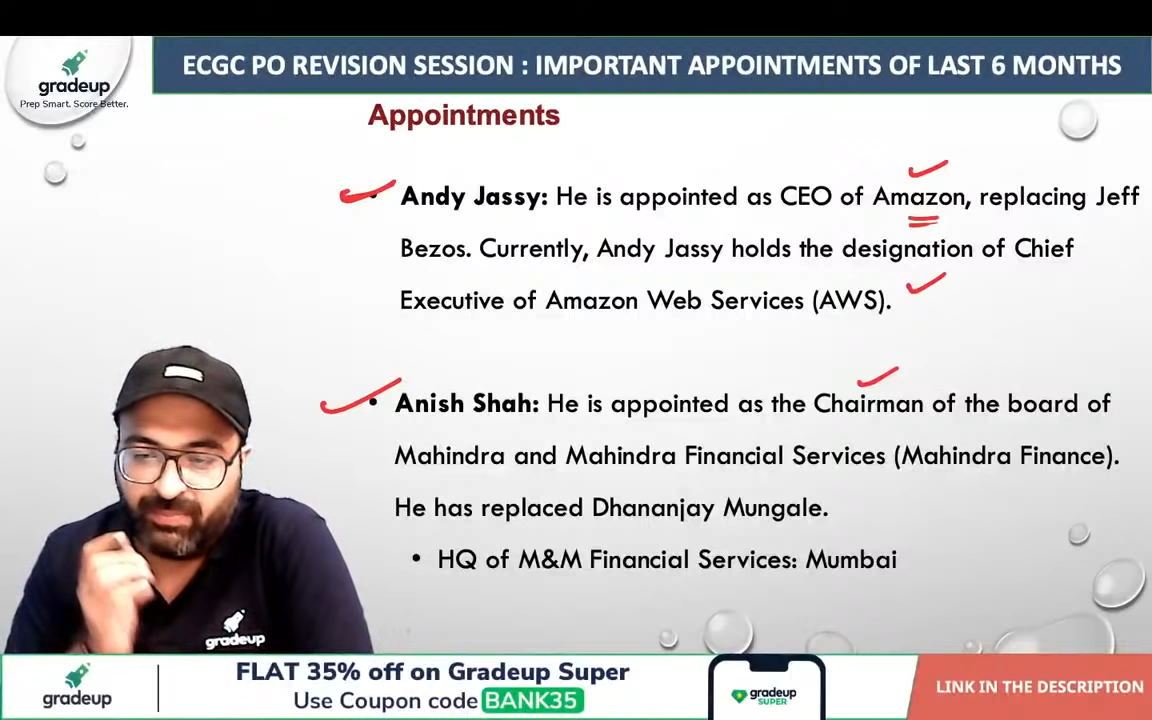 gradeup
Prep Smart. Score Better.
ECGC PO REVISION SESSION : IMPORTANT APPOINTMENTS OF LAST 6 MONTHS
Appointments
• Andy Jassy: He is appointed as CEO of Amazon, replacing Jeff
Bezos. Currently, Andy Jassy holds the designation of Chief
Executive of Amazon Web Services (AWS).
• Anish Shah: He is appointed as the Chairman of the board of
Mahindra and Mahindra Financial Services (Mahindra Finance).
He has replaced Dhananjay Mungale.
• HQ of M&M Financial Services: Mumbai
gradeup
gradeup
FLAT 35% off on Gradeup Super
Use Coupon code BANK35
gradeup
SUPER
LINK IN THE DESCRIPTION